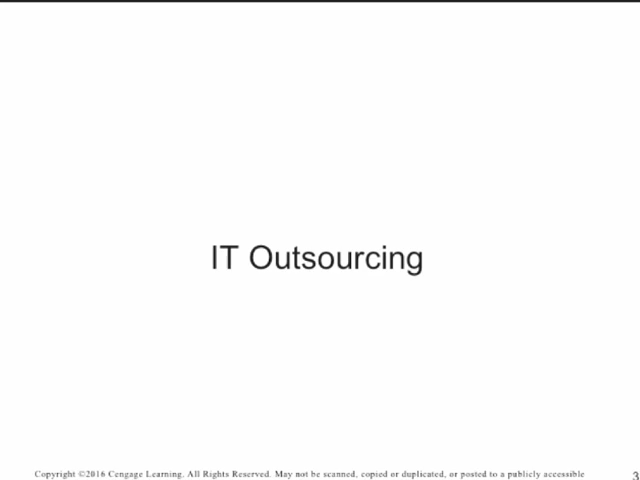 IT Outsourcing
Copyright ©2016 Cengage Learning. All Rights Reserved. May not be scanned, copied or duplicated, or posted to a publicly accessible
3